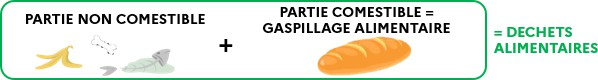 PARTIE NON COMESTIBLE
+
PARTIE COMESTIBLE =
GASPILLAGE ALIMENTAIRE
= DECHETS
ALIMENTAIRES